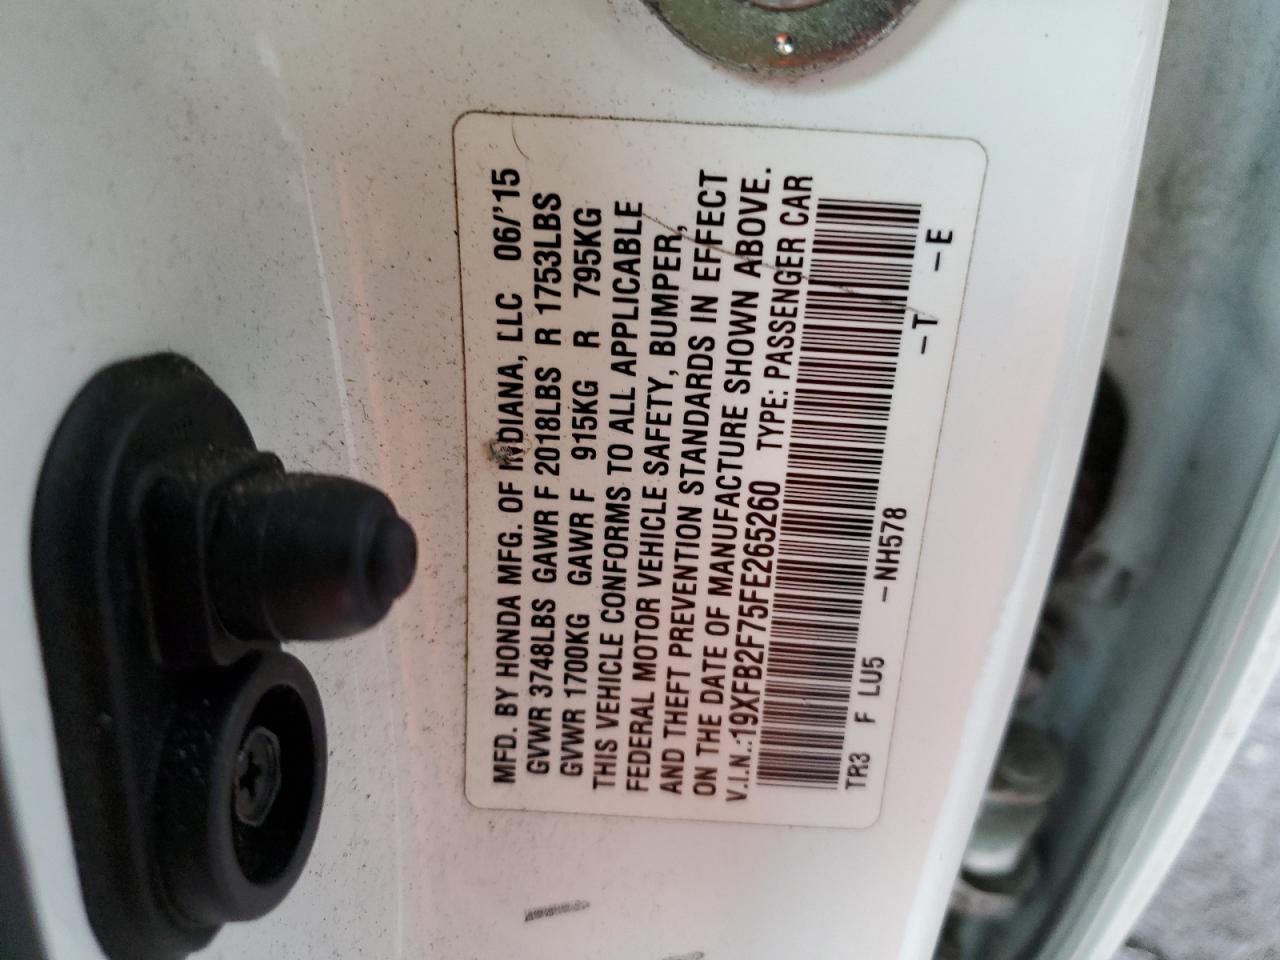 MFD. BY HONDA MFG. OF INDIANA, LLC 06/'15
GVWR 3748LBS GAWR F 2018LBS R 1753LBS
GVWR 1700KG GAWR F 915KG R 795KG
THIS VEHICLE CONFORMS TO ALL APPLICABLE
FEDERAL MOTOR VEHICLE SAFETY, BUMPER,
AND THEFT PREVENTION STANDARDS IN EFFECT
ON THE DATE OF MANUFACTURE SHOWN ABOVE.
V.I.N.:19XFB2F75FE265260 TYPE: PASSENGER CAR
TR3 F LU5 -NH578 -T -E